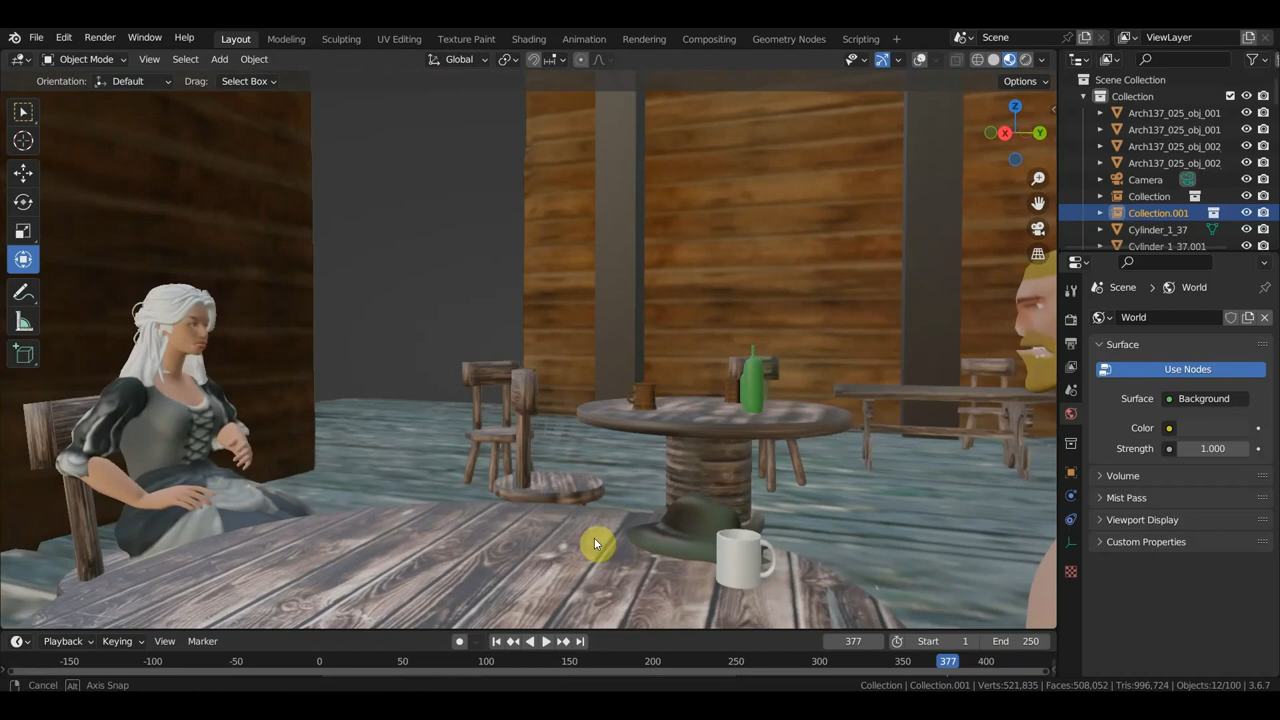 File Edit Render Window Help Layout Modeling Sculpting UV Editing Texture Paint Shading Animation Rendering Compositing Geometry Nodes Scripting + Scene ViewLayer
Object Mode View Select Add Object Global
Orientation: Default Drag: Select Box Options
Z
X Y
Scene Collection
Collection
Arch137_025_obj_001
Arch137_025_obj_001
Arch137_025_obj_002
Arch137_025_obj_002
Camera
Collection
Collection.001
Cylinder_1_37
Cylinder_1_37.001
Scene > World
World
Surface
Use Nodes
Surface Background
Color
Strength 1.000
Volume
Mist Pass
Viewport Display
Custom Properties
Playback Keying View Marker 377 Start 1 End 250
-150 -100 -50 0 50 100 150 200 250 300 350 377 400
Cancel Alt Axis Snap Collection | Collection.001 | Verts:521,835 | Faces:508,052 | Tris:996,724 | Objects:12/100 | 3.6.7